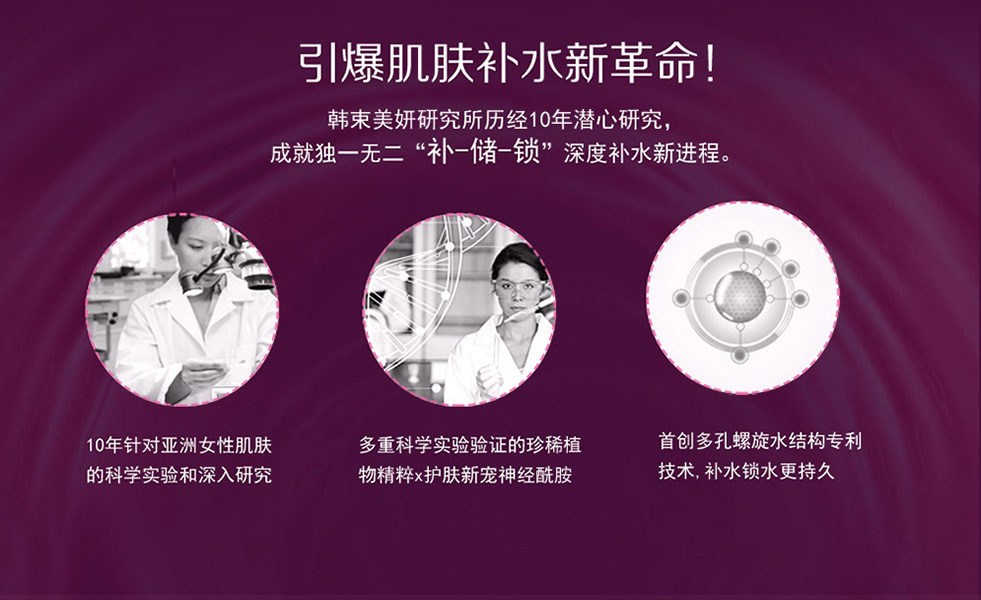 引爆肌肤补水新革命！
韩束美妍研究所历经10年潜心研究，
成就独一无二“补-储-锁”深度补水新进程。
10年针对亚洲女性肌肤
的科学实验和深入研究
多重科学实验验证的珍稀植
物精粹x护肤新宠神经酰胺
首创多孔螺旋水结构专利
技术,补水锁水更持久